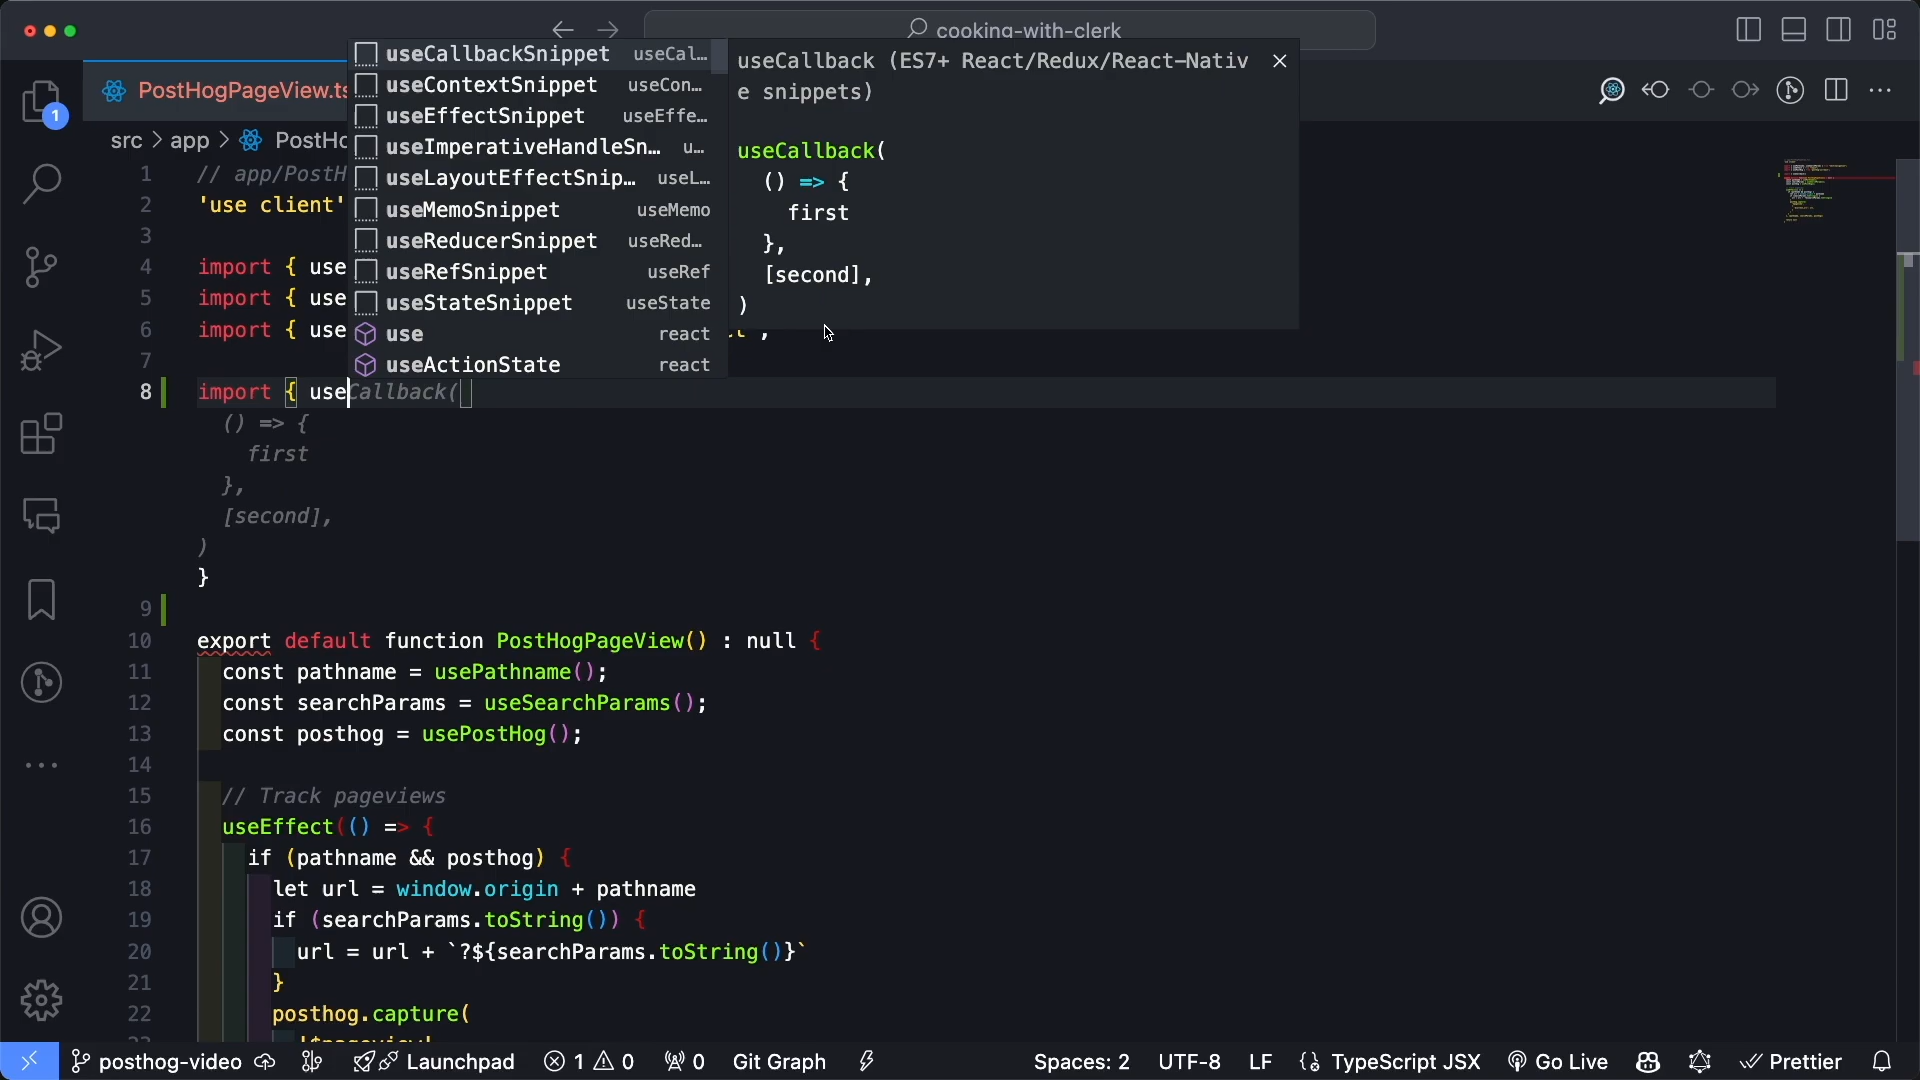 cooking-with-clerk
PostHogPageView.ts
src > app > PostHo
useCallbackSnippet useCal…
useContextSnippet useCon…
useEffectSnippet useEffe…
useImperativeHandleSn… u…
useLayoutEffectSnip… useL…
useMemoSnippet useMemo
useReducerSnippet useRed…
useRefSnippet useRef
useStateSnippet useState
use react
useActionState react
useCallback (ES7+ React/Redux/React-Nativ
e snippets)
useCallback(
() => {
first
},
[second],
)
1 // app/PostH
2 'use client'
3
4 import { use
5 import { use
6 import { use
7
8 import { useCallback(
() => {
first
},
[second],
)
}
9
10 export default function PostHogPageView() : null {
11 const pathname = usePathname();
12 const searchParams = useSearchParams();
13 const posthog = usePostHog();
14
15 // Track pageviews
16 useEffect(() => {
17 if (pathname && posthog) {
18 let url = window.origin + pathname
19 if (searchParams.toString()) {
20 url = url + `?${searchParams.toString()}`
21 }
22 posthog.capture(
1
posthog-video Launchpad 1 0 0 Git Graph Spaces: 2 UTF-8 LF {} TypeScript JSX Go Live Prettier